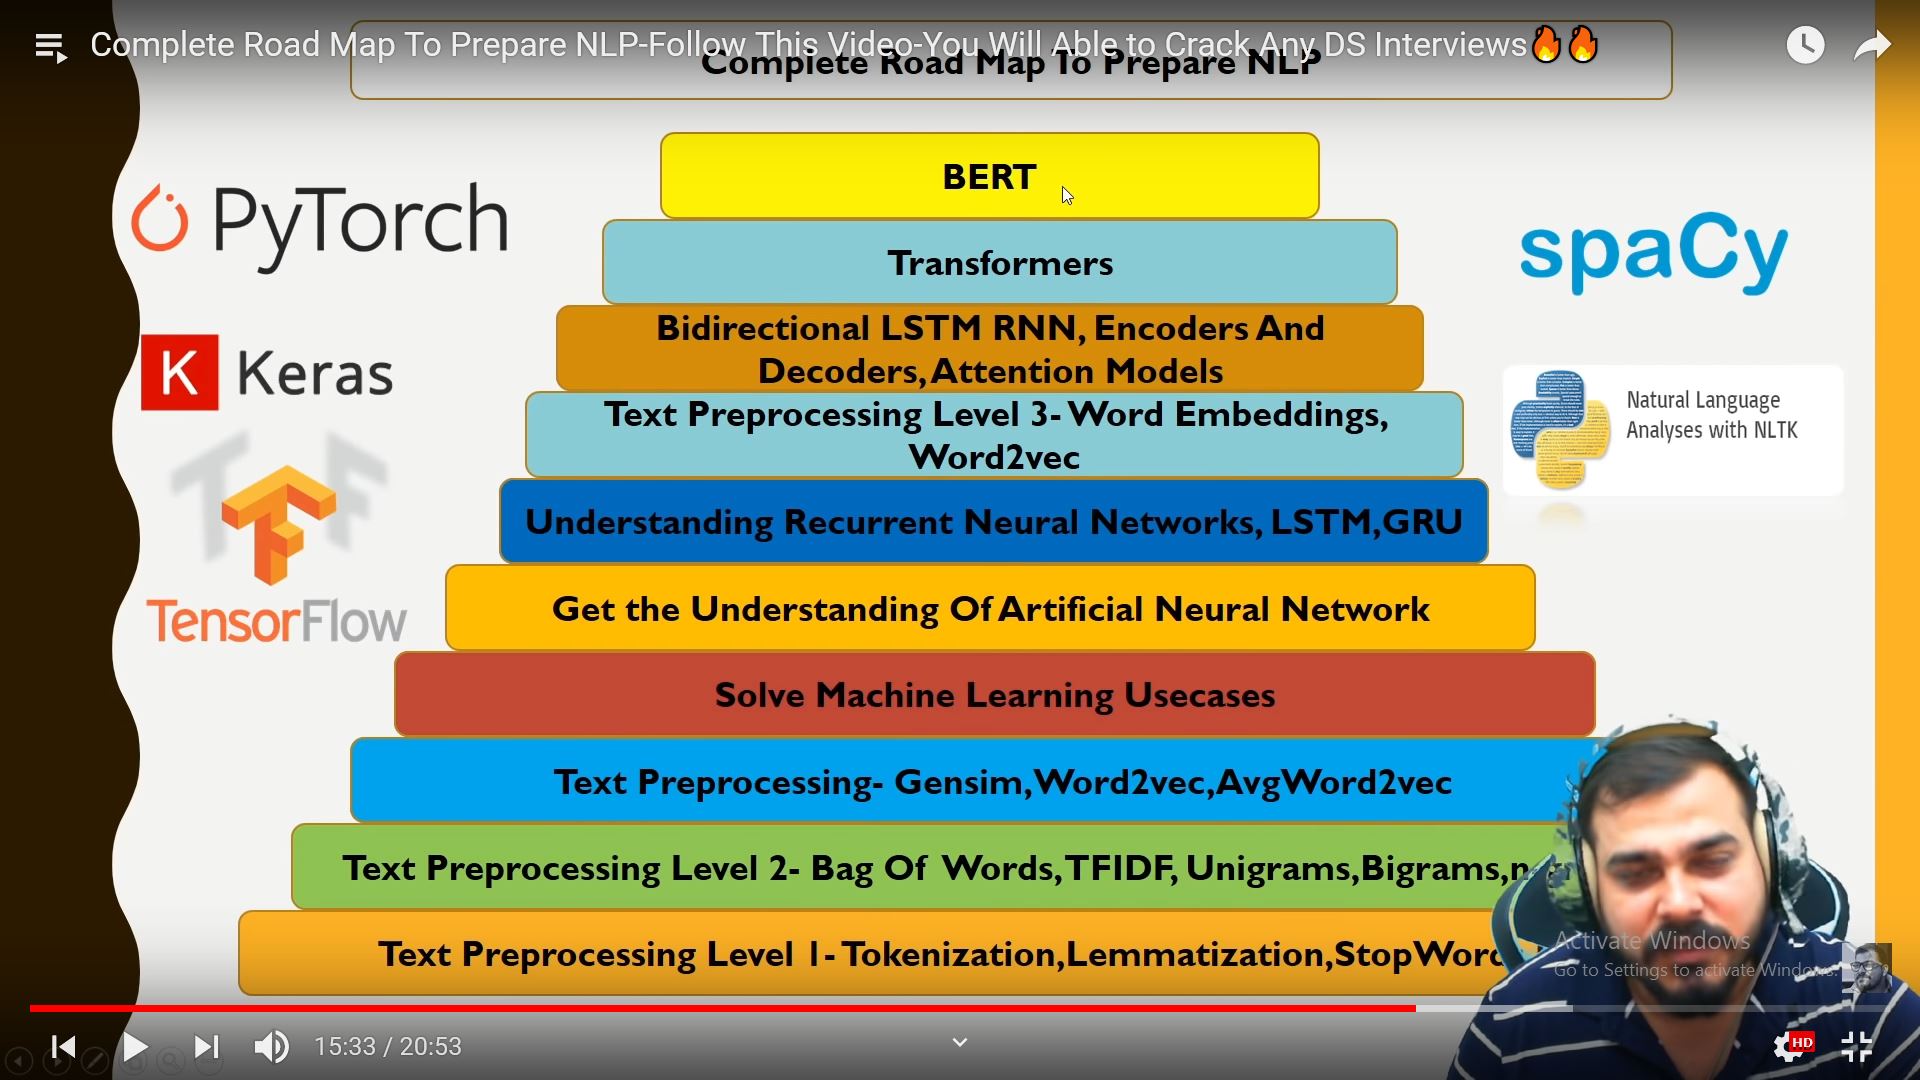 Complete Road Map To Prepare NLP-Follow This Video-You Will Able to Crack Any DS Interviews🔥🔥
Complete Road Map To Prepare NLP
BERT
Transformers
Bidirectional LSTM RNN, Encoders And
Decoders, Attention Models
Text Preprocessing Level 3- Word Embeddings,
Word2vec
Understanding Recurrent Neural Networks, LSTM,GRU
Get the Understanding Of Artificial Neural Network
Solve Machine Learning Usecases
Text Preprocessing- Gensim,Word2vec,AvgWord2vec
Text Preprocessing Level 2- Bag Of Words,TFIDF, Unigrams,Bigrams,
Text Preprocessing Level 1- Tokenization,Lemmatization,
PyTorch
K Keras
TF
TensorFlow
spaCy
Natural Language
Analyses with NLTK
Activate Windows
Go to Settings to activate Windows.
15:33 / 20:53
HD